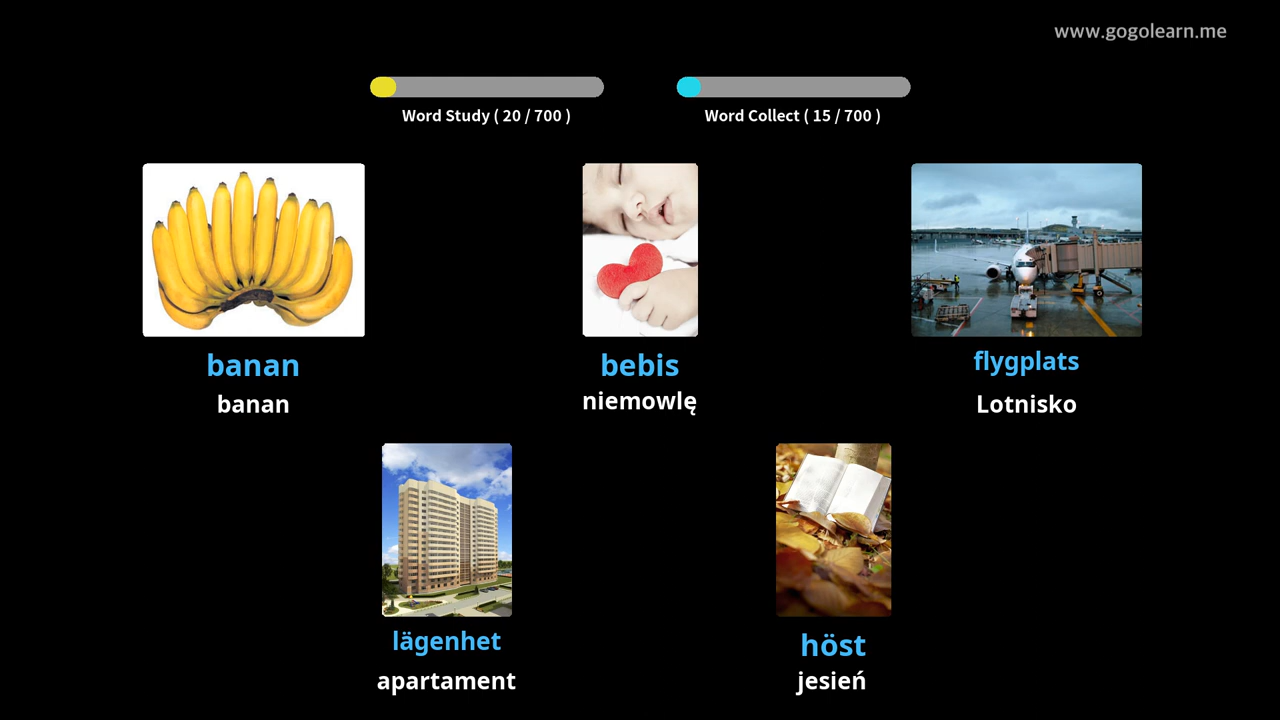 www.gogolearn.me
Word Study ( 20 / 700 )
Word Collect ( 15 / 700 )
banan
banan
bebis
niemowlę
flygplats
Lotnisko
lägenhet
apartament
höst
jesień